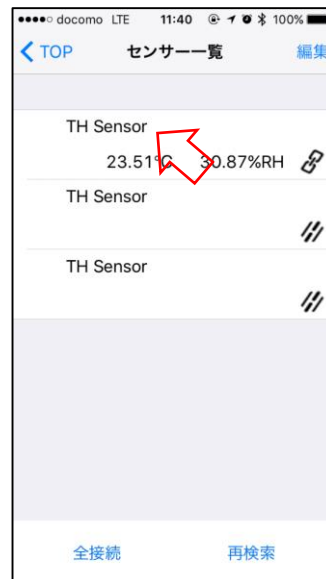 docomo LTE 11:40 100%
TOP センサー一覧 編集
TH Sensor
23.51°C 30.87%RH
TH Sensor
TH Sensor
全接続 再検索